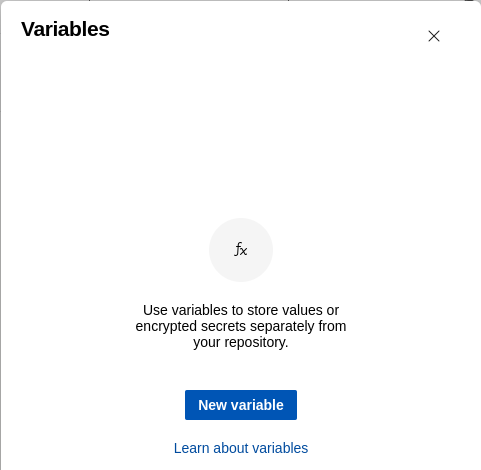 Variables
fx
Use variables to store values or
encrypted secrets separately from
your repository.
New variable
Learn about variables